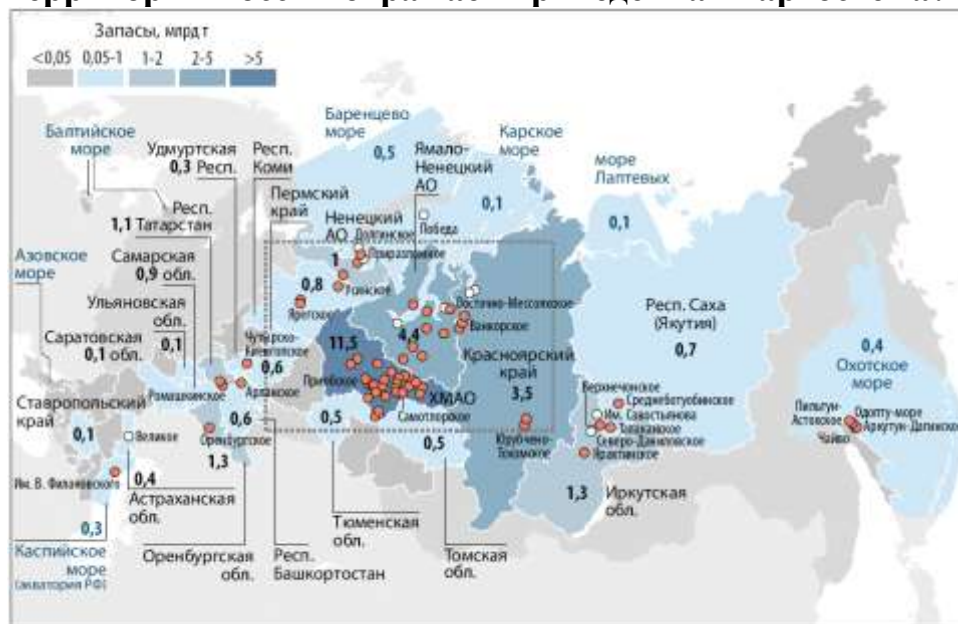 Запасы, млрд т
<0,05 0,05-1 1-2 2-5 >5
Балтийское
море
Удмуртская
0,3 Респ.
Респ.
Коми
Баренцево
море
0,5
Ямало-
Ненецкий
АО
Карское
море
0,1
море
Лаптевых
0,1
Респ.
1,1 Татарстан
Пермский
край
Ненецкий
АО
Долгинское
Победа
Приразломное
1
Азовское
море
Самарская
0,9 обл.
0,8
Усинское
Ярегское
Восточно-Мессояхское
Ванкорское
Ульяновская
обл.
0,1
Саратовская
0,1 обл.
Чутырско-
Киенгопское
0,6
11,5
4,4
Красноярский
край
3,5
Респ. Саха
(Якутия)
0,7
0,4
Охотское
море
Ромашкинское
Арланское
Приобское
ХМАО
Самотлорское
Верхнечонское
Среднеботуобинское
Им. Савостьянова
Талаканское
Северо-Даниловское
Ярактинское
Пильтун-
Астохское
Чайво
Одопту-море
Аркутун-Дагинское
Ставропольский
край
0,1
Великое
0,6
Оренбургское
1,3
0,5
0,5
Юрубчено-
Тохомское
Им. В. Филановского
0,4
Астраханская
обл.
1,3
Иркутская
обл.
0,3
Каспийское
море
(акватория РФ)
Оренбургская
обл.
Респ.
Башкортостан
Тюменская
обл.
Томская
обл.